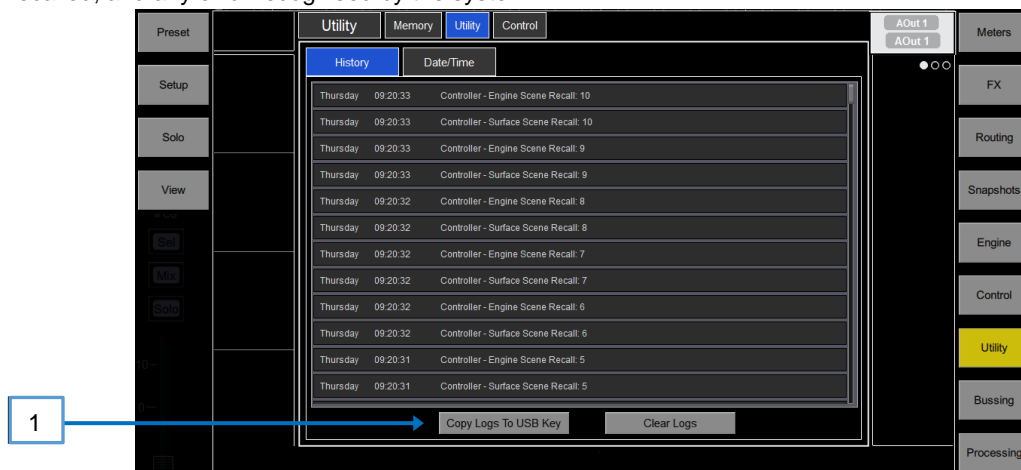 Preset
Setup
Solo
View
Sel
Mix
Solo
Utility Memory Utility Control
History Date/Time
Thursday 09:20:33 Controller - Engine Scene Recall: 10
Thursday 09:20:33 Controller - Surface Scene Recall: 10
Thursday 09:20:33 Controller - Engine Scene Recall: 9
Thursday 09:20:33 Controller - Surface Scene Recall: 9
Thursday 09:20:32 Controller - Engine Scene Recall: 8
Thursday 09:20:32 Controller - Surface Scene Recall: 8
Thursday 09:20:32 Controller - Engine Scene Recall: 7
Thursday 09:20:32 Controller - Surface Scene Recall: 7
Thursday 09:20:32 Controller - Engine Scene Recall: 6
Thursday 09:20:32 Controller - Surface Scene Recall: 6
Thursday 09:20:31 Controller - Engine Scene Recall: 5
Thursday 09:20:31 Controller - Surface Scene Recall: 5
Copy Logs To USB Key Clear Logs
AOut 1
AOut 1
Meters
FX
Routing
Snapshots
Engine
Control
Utility
Bussing
Processing
1